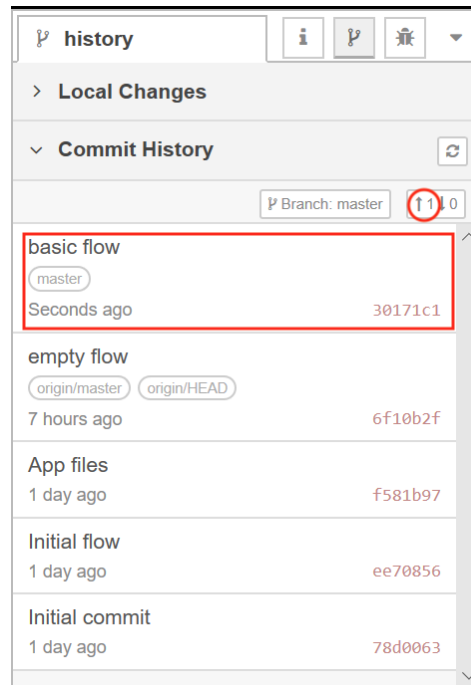 history
Local Changes
Commit History
Branch: master ↑1↓0
basic flow
master
Seconds ago 30171c1
empty flow
origin/master origin/HEAD
7 hours ago 6f10b2f
App files
1 day ago f581b97
Initial flow
1 day ago ee70856
Initial commit
1 day ago 78d0063